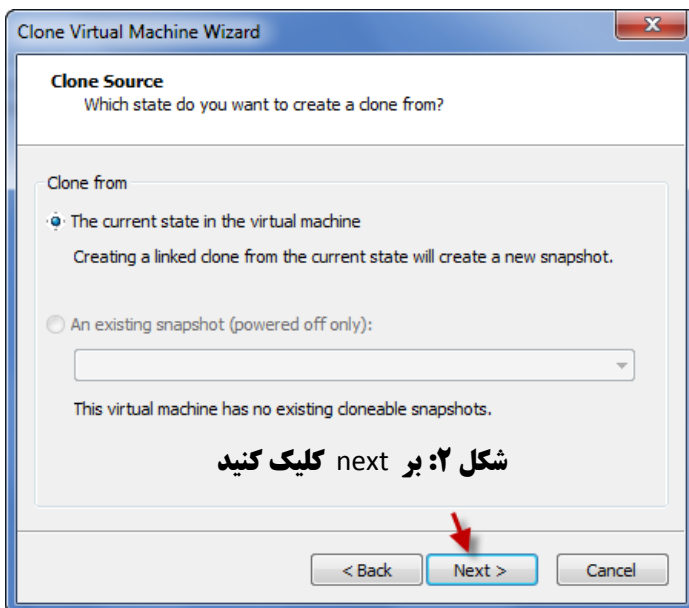 Clone Virtual Machine Wizard
Clone Source
Which state do you want to create a clone from?
Clone from
The current state in the virtual machine
Creating a linked clone from the current state will create a new snapshot.
An existing snapshot (powered off only):
This virtual machine has no existing cloneable snapshots.
شکل ۲: بر next کلیک کنید
< Back
Next >
Cancel